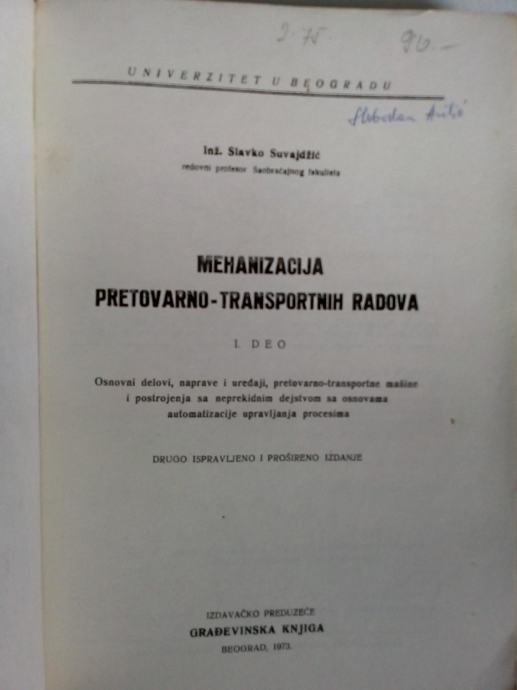 2.75. 90.-
UNIVERZITET U BEOGRADU
Slobodan
Inž. Slavko Suvajdžić
redovni profesor Saobraćajnog fakulteta
MEHANIZACIJA
PRETOVARNO-TRANSPORTNIH RADOVA
I. DEO
Osnovni delovi, naprave i uređaji, pretovarno-transportne mašine
i postrojenja sa neprekidnim dejstvom sa osnovama
automatizacije upravljanja procesima
DRUGO ISPRAVLJENO I PROŠIRENO IZDANJE
IZDAVAČKO PREDUZEĆE
GRAĐEVINSKA KNJIGA
BEOGRAD, 1973.